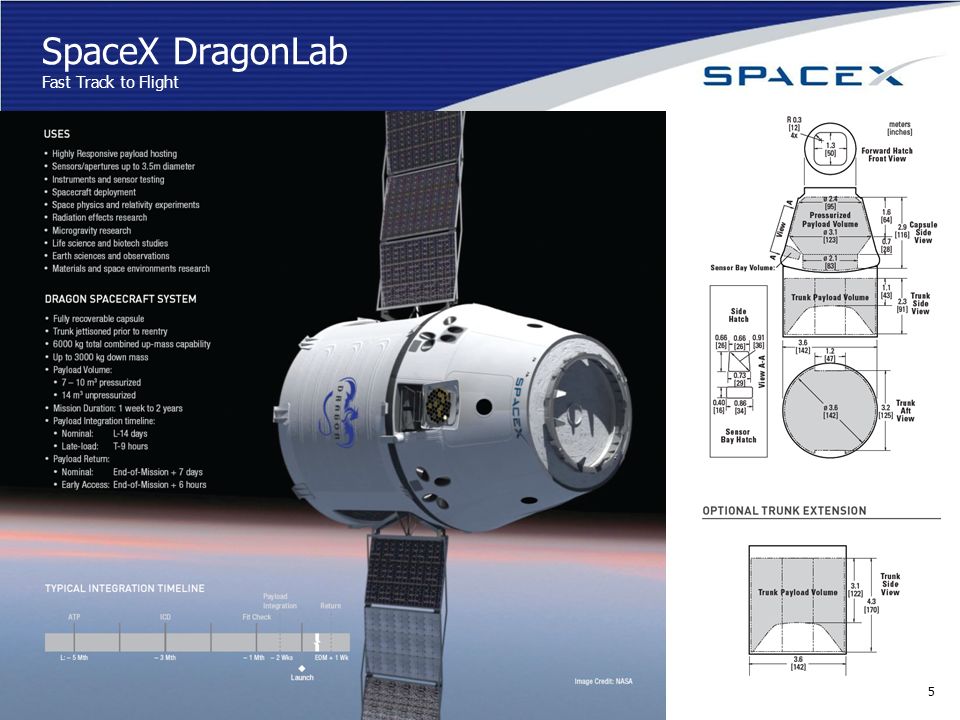 SpaceX DragonLab
Fast Track to Flight
SPACEX
USES
• Highly Responsive payload hosting
• Sensors/apertures up to 3.5m diameter
• Instruments and sensor testing
• Spacecraft deployment
• Space physics and relativity experiments
• Radiation effects research
• Microgravity research
• Life science and biotech studies
• Earth sciences and observations
• Materials and space environments research
DRAGON SPACECRAFT SYSTEM
• Fully recoverable capsule
• Trunk jettisoned prior to reentry
• 6000 kg total combined up-mass capability
• Up to 3000 kg down mass
• Payload Volume:
• 7 – 10 m³ pressurized
• 14 m³ unpressurized
• Mission Duration: 1 week to 2 years
• Payload Integration timeline:
• Nominal: L-14 days
• Late-load: T-9 hours
• Payload Return:
• Nominal: End-of-Mission + 7 days
• Early Access: End-of-Mission + 6 hours
DRAGON
SPACEX
TYPICAL INTEGRATION TIMELINE
Payload
Integration
Return
ATP
ICD
Fit Check
L: ~ 5 Mth
~ 3 Mth
~ 1 Mth
~ 2 Wks
EOM + 1 Wk
Launch
Image Credit: NASA
R 0.3
[12]
4x
meters
[inches]
1.3
[50]
Forward Hatch
Front View
ø 2.4
[95]
Pressurized
Payload Volume
ø 3.1
[123]
1.6
[64]
2.9
[116]
Capsule
Side
View
0.7
[28]
A
View
A
ø 2.1
[83]
Sensor Bay Volume:
Trunk Payload Volume
1.1
[43]
2.3
[91]
Trunk
Side
View
3.6
[142]
1.2
[47]
Side
Hatch
0.66
[26]
0.66
[26]
0.91
[36]
0.73
[29]
View A-A
0.40
[16]
0.86
[34]
Sensor
Bay Hatch
ø 3.6
[142]
3.2
[125]
Trunk
Aft
View
OPTIONAL TRUNK EXTENSION
Trunk Payload Volume
3.1
[122]
4.3
[170]
Trunk
Side
View
3.6
[142]
5